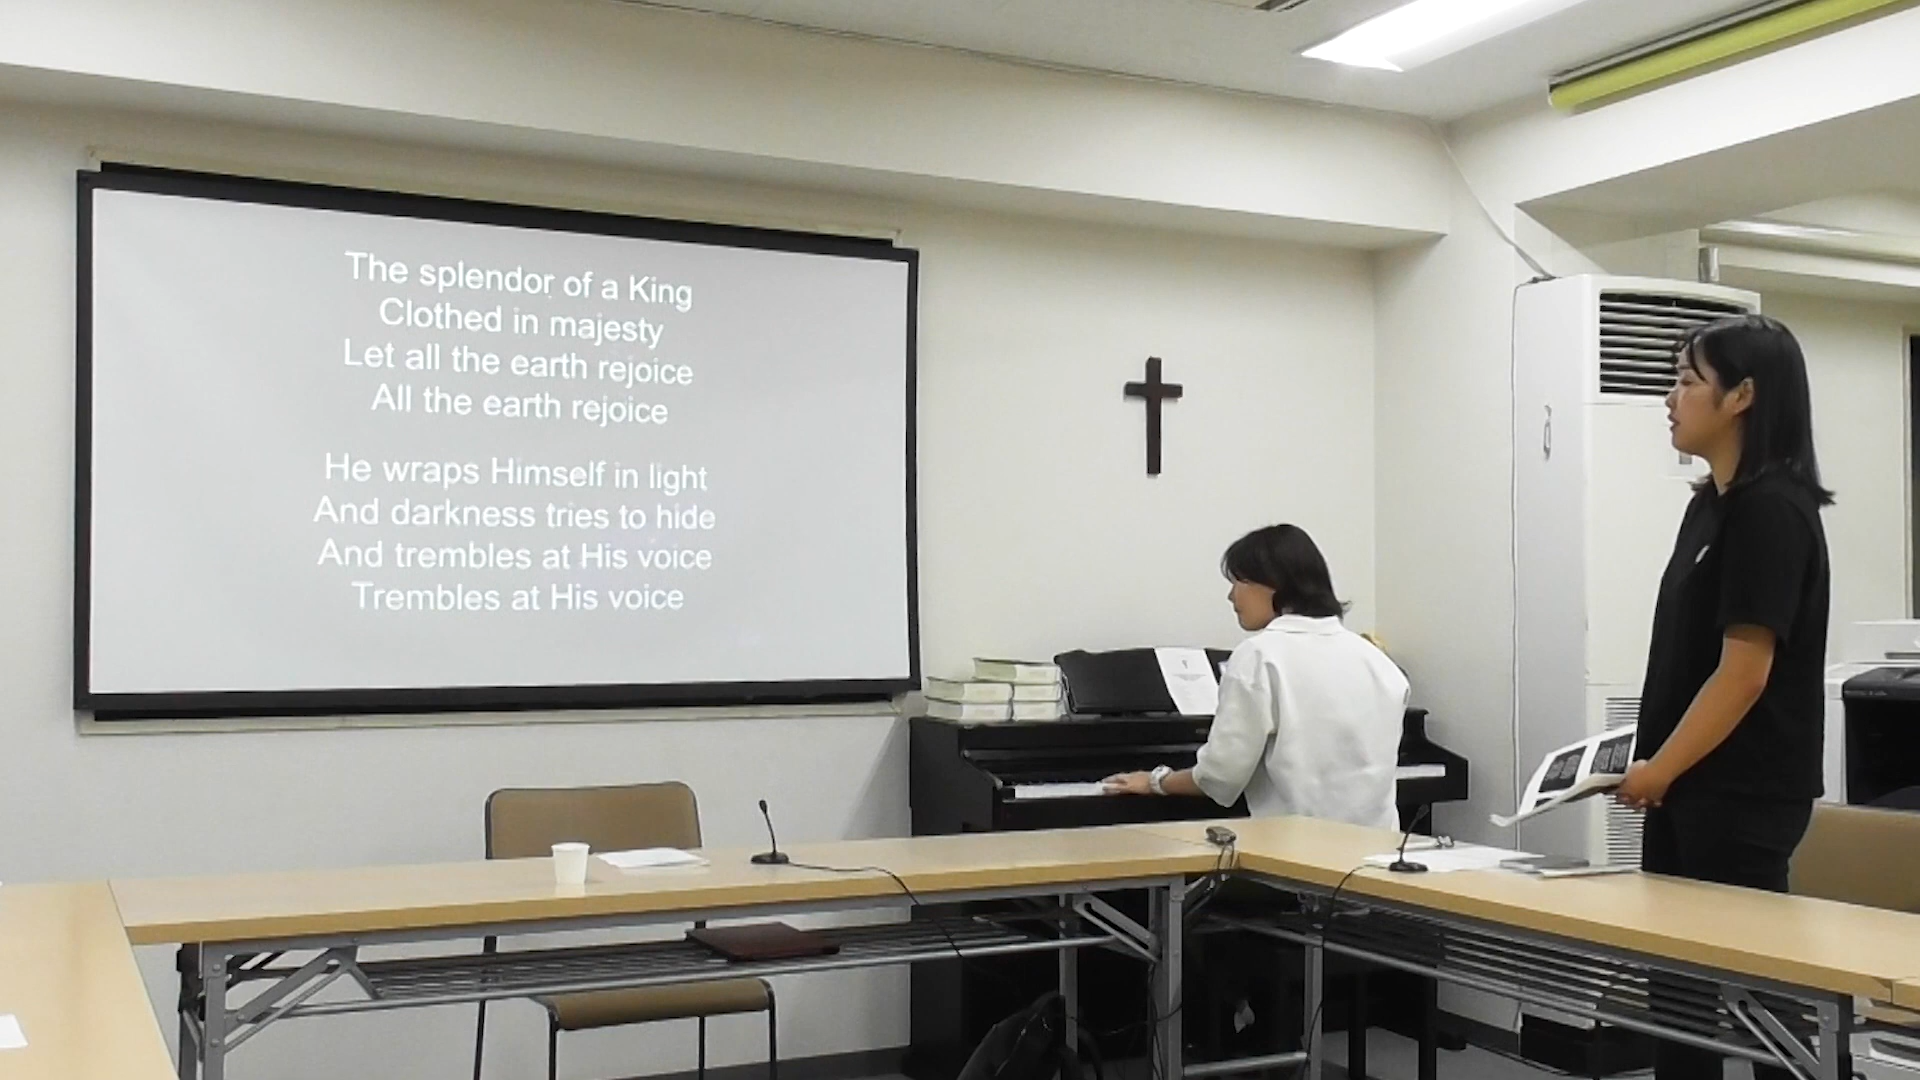 The splendor of a King
Clothed in majesty
Let all the earth rejoice
All the earth rejoice
He wraps Himself in light
And darkness tries to hide
And trembles at His voice
Trembles at His voice